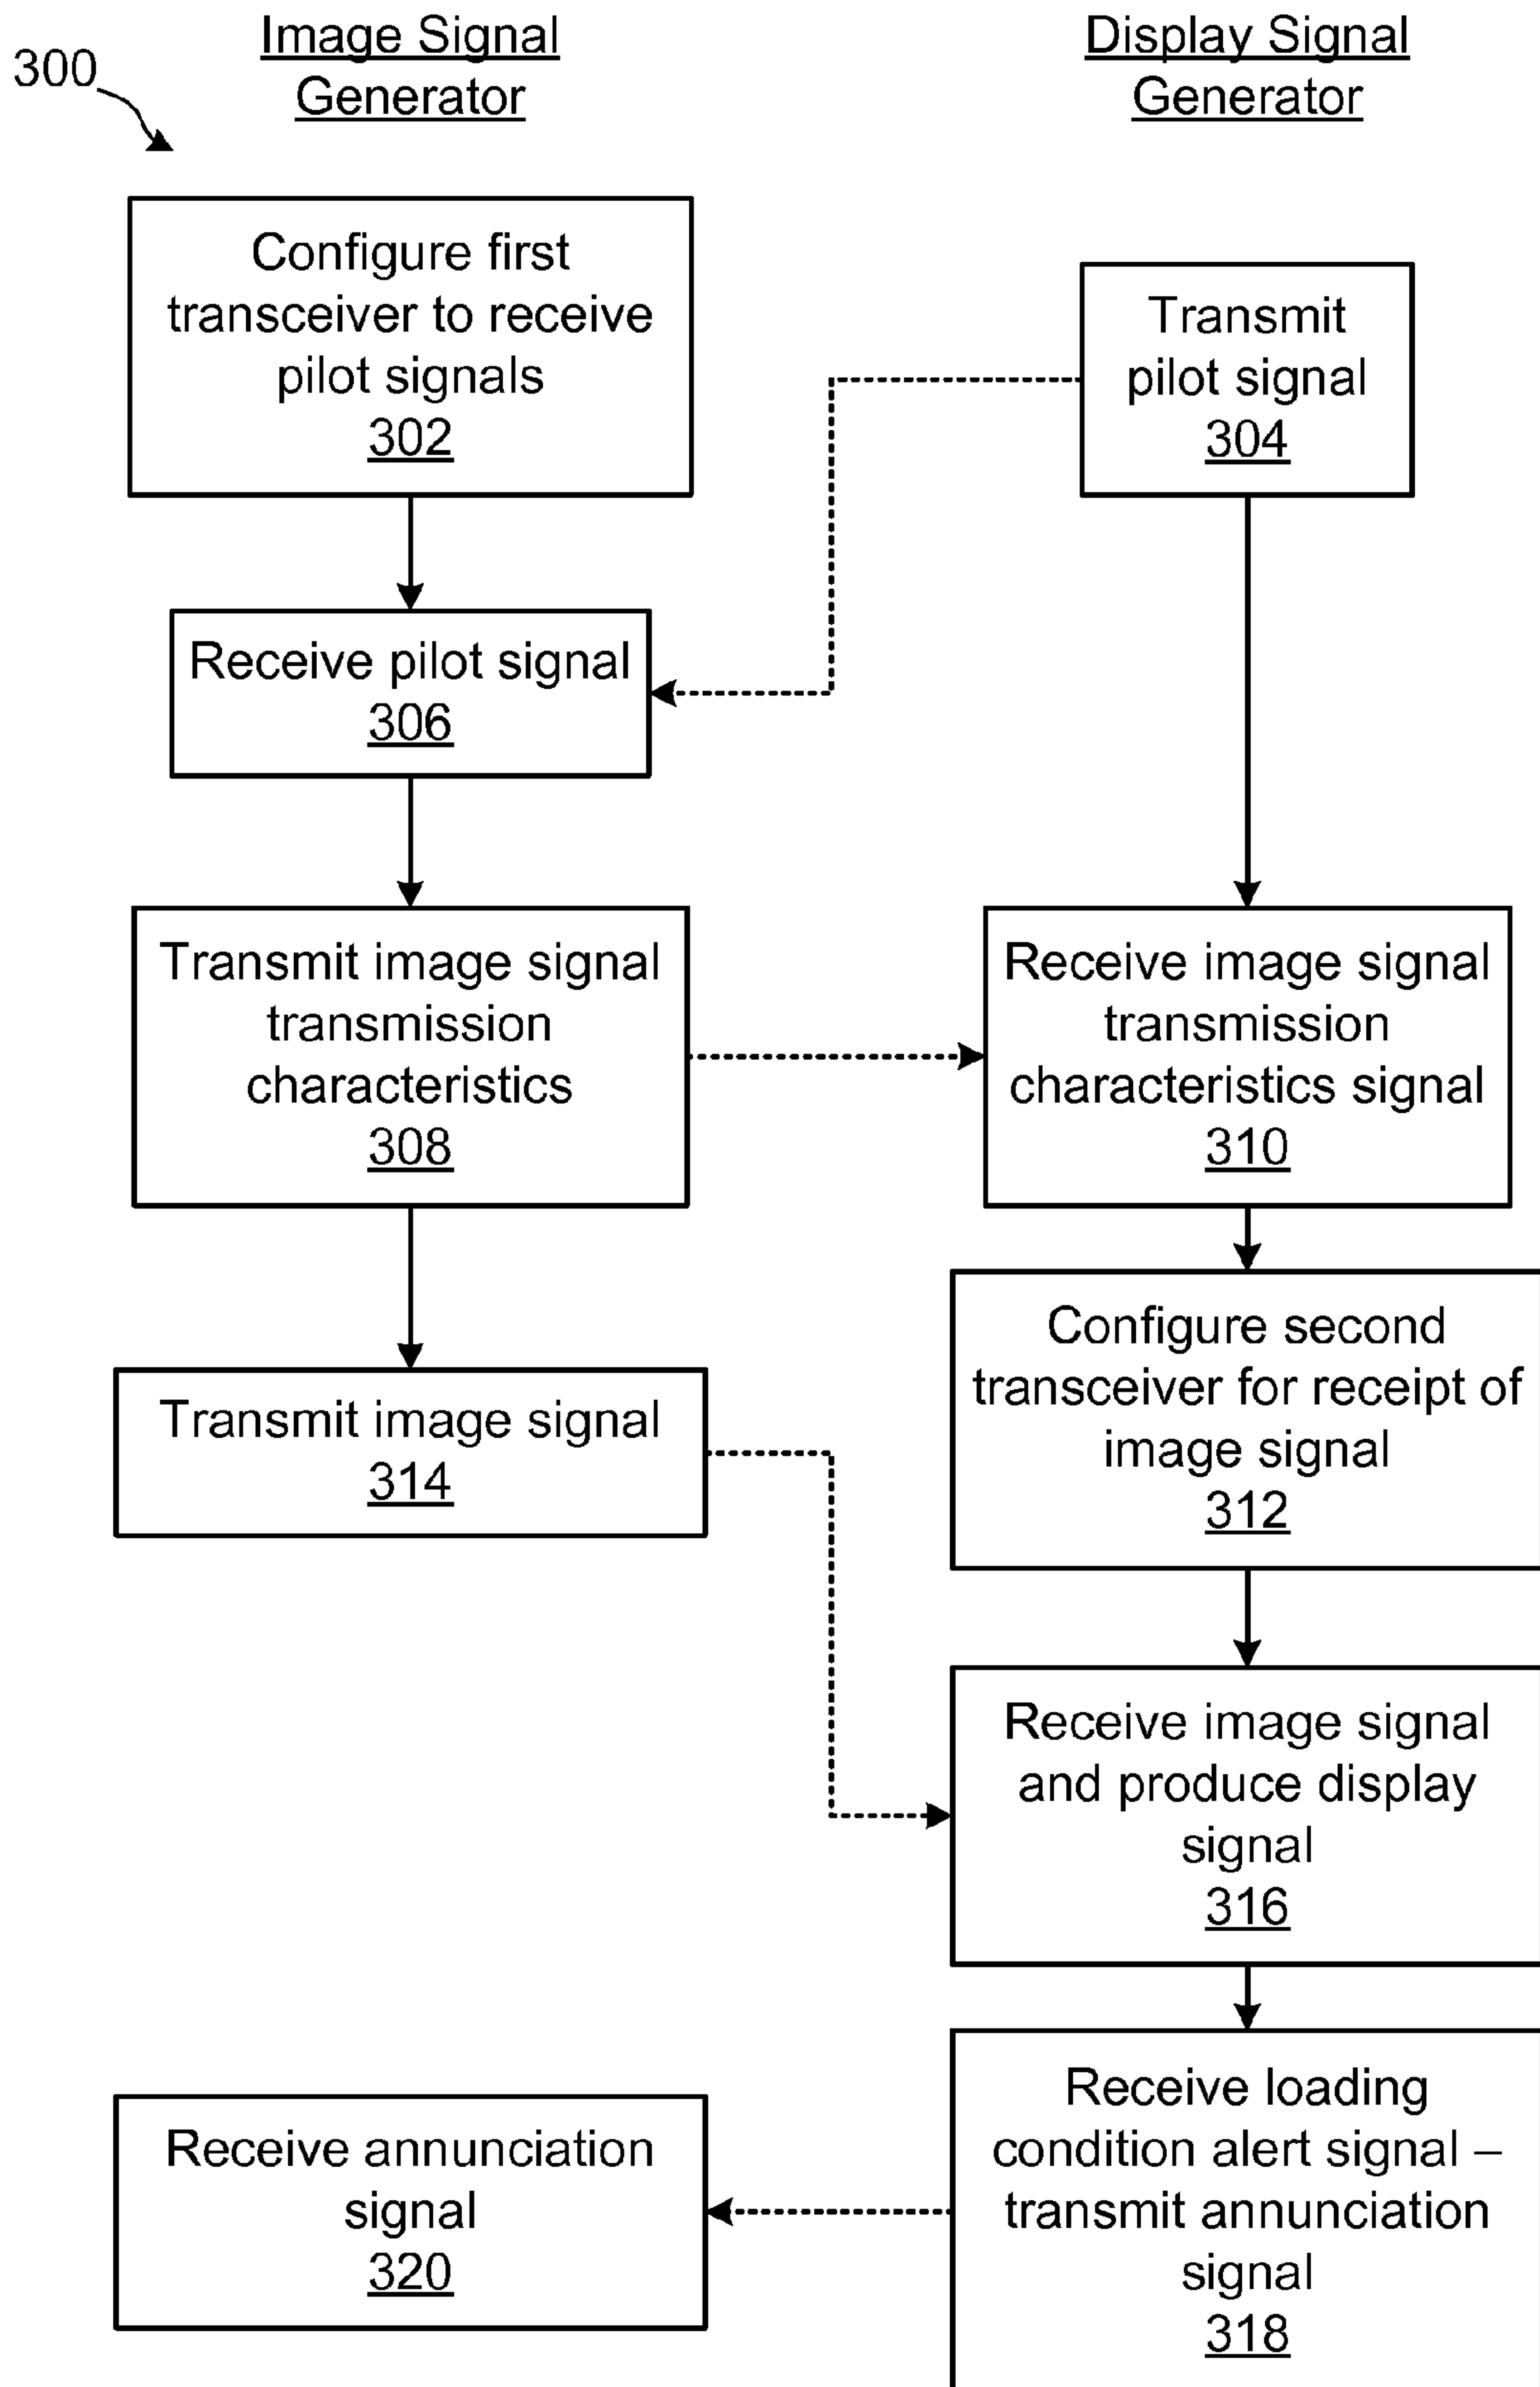 300
Image Signal
Generator
Display Signal
Generator
Configure first
transceiver to receive
pilot signals
302
Transmit
pilot signal
304
Receive pilot signal
306
Transmit image signal
transmission
characteristics
308
Receive image signal
transmission
characteristics signal
310
Configure second
transceiver for receipt of
image signal
312
Transmit image signal
314
Receive image signal
and produce display
signal
316
Receive loading
condition alert signal –
transmit annunciation
signal
318
Receive annunciation
signal
320